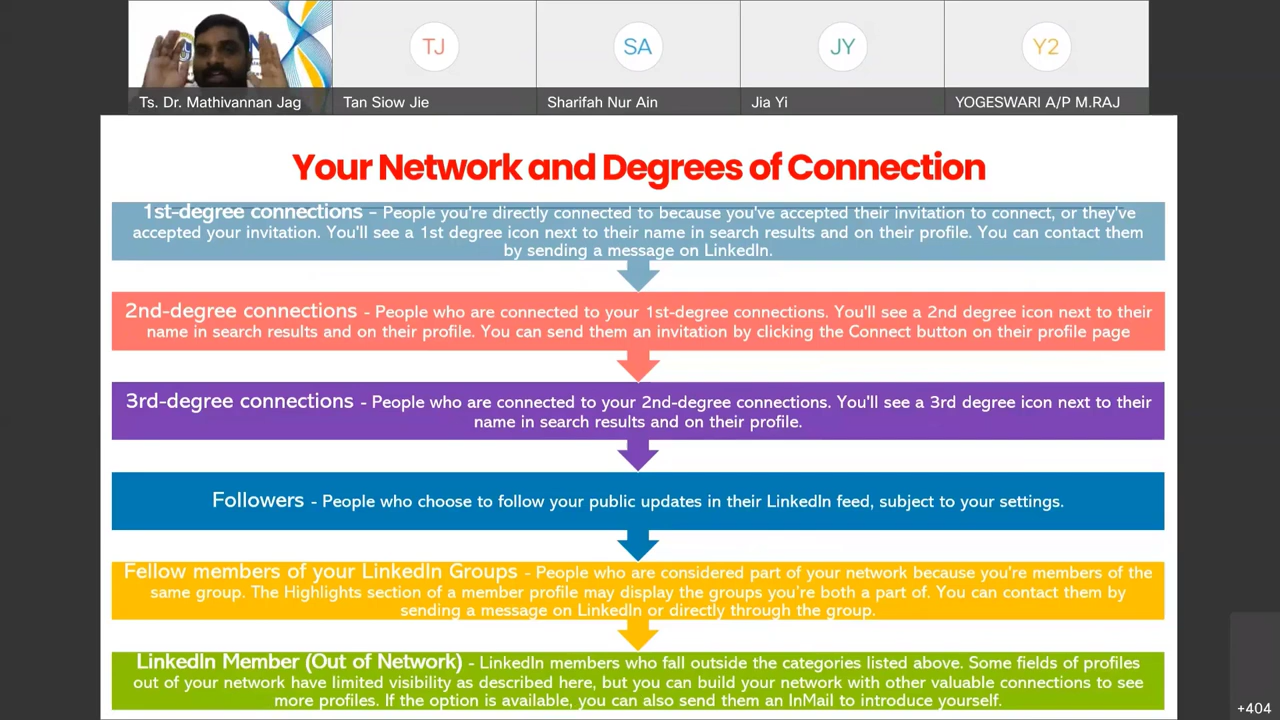 TJ
SA
JY
Y2
Ts. Dr. Mathivannan Jag
Tan Siow Jie
Sharifah Nur Ain
Jia Yi
YOGESWARI A/P M.RAJ
Your Network and Degrees of Connection
1st-degree connections – People you're directly connected to because you've accepted their invitation to connect, or they've
accepted your invitation. You'll see a 1st degree icon next to their name in search results and on their profile. You can contact them
by sending a message on LinkedIn.
2nd-degree connections - People who are connected to your 1st-degree connections. You'll see a 2nd degree icon next to their
name in search results and on their profile. You can send them an invitation by clicking the Connect button on their profile page
3rd-degree connections - People who are connected to your 2nd-degree connections. You'll see a 3rd degree icon next to their
name in search results and on their profile.
Followers - People who choose to follow your public updates in their LinkedIn feed, subject to your settings.
Fellow members of your LinkedIn Groups - People who are considered part of your network because you're members of the
same group. The Highlights section of a member profile may display the groups you're both a part of. You can contact them by
sending a message on LinkedIn or directly through the group.
LinkedIn Member (Out of Network) - LinkedIn members who fall outside the categories listed above. Some fields of profiles
out of your network have limited visibility as described here, but you can build your network with other valuable connections to see
more profiles. If the option is available, you can also send them an InMail to introduce yourself.
+404